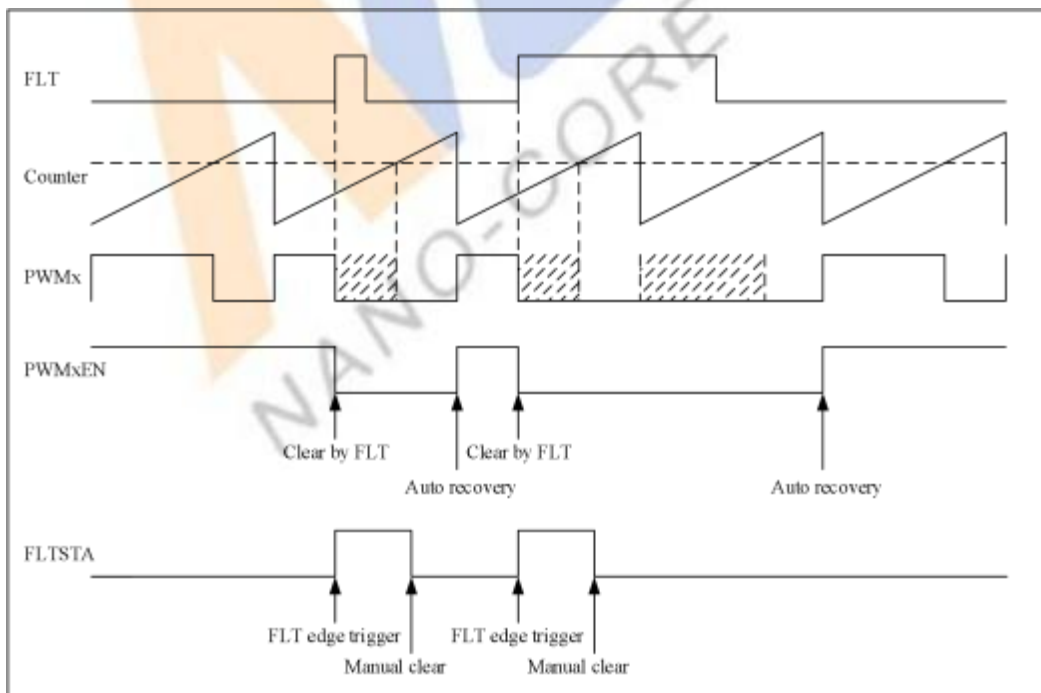 FLT
Counter
PWMx
PWMxEN
Clear by FLT Clear by FLT
Auto recovery Auto recovery
FLTSTA
FLT edge trigger FLT edge trigger
Manual clear Manual clear
NANO-CORE